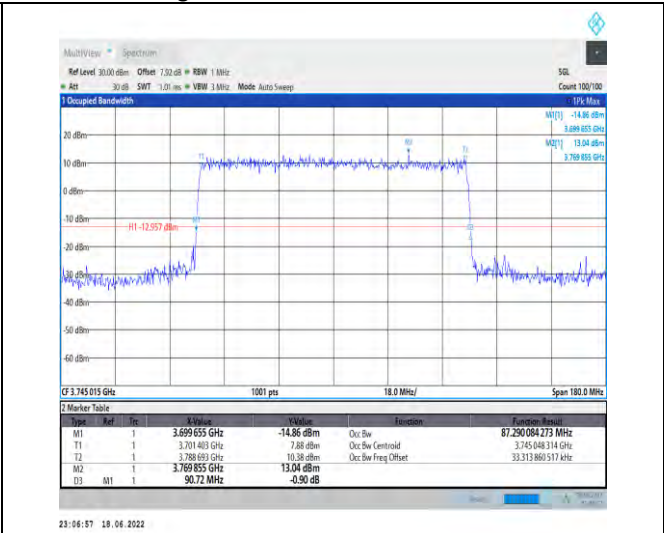 MultiView Spectrum
Ref Level 30.00 dBm Offset 7.92 dB RBW 1 MHz SGL
Att 30 dB SWT 1.01 ms VBW 3 MHz Mode Auto Sweep Count 100/100
1 Occupied Bandwidth 1Pk Max
M1[1] -14.86 dBm
3.699 655 GHz
M2[1] 13.04 dBm
3.769 855 GHz
20 dBm
10 dBm
0 dBm
-10 dBm
H1 -12.957 dBm
-30 dBm
-40 dBm
-50 dBm
-60 dBm
M2
T1
M1
CF 3.745 015 GHz 1001 pts 18.0 MHz/ Span 180.0 MHz
2 Marker Table
Type Ref Trc X-Value Y-Value Function Function Result
M1 1 3.699 655 GHz -14.86 dBm Occ Bw 87.290 084 273 MHz
T1 1 3.701 403 GHz 7.88 dBm Occ Bw Centroid 3.745 048 314 GHz
T2 1 3.788 693 GHz 10.38 dBm Occ Bw Freq Offset 33.313 860 517 kHz
M2 1 3.769 855 GHz 13.04 dBm
D3 M1 1 90.72 MHz -0.90 dB
23:06:57 18.06.2022